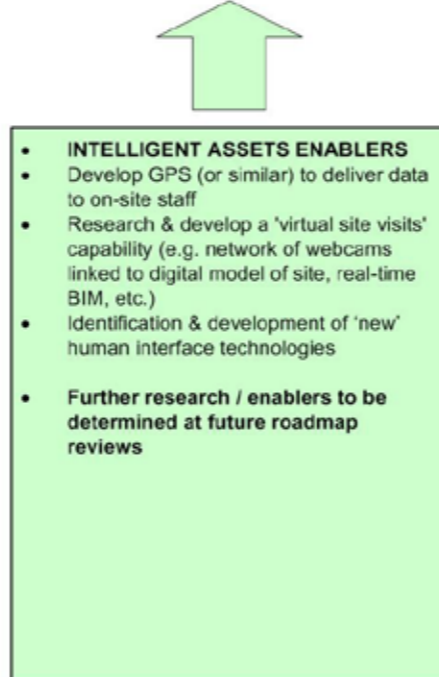 • INTELLIGENT ASSETS ENABLERS
• Develop GPS (or similar) to deliver data
to on-site staff
• Research & develop a 'virtual site visits'
capability (e.g. network of webcams
linked to digital model of site, real-time
BIM, etc.)
• Identification & development of ‘new’
human interface technologies
• Further research / enablers to be
determined at future roadmap
reviews